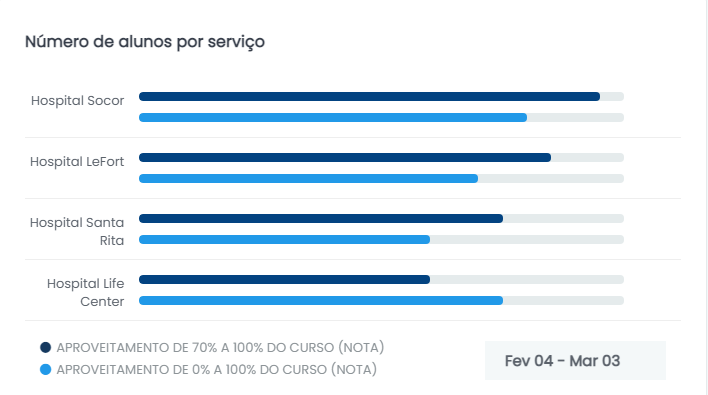 Número de alunos por serviço
Hospital Socor
Hospital LeFort
Hospital Santa
Rita
Hospital Life
Center
APROVEITAMENTO DE 70% A 100% DO CURSO (NOTA)
APROVEITAMENTO DE 0% A 100% DO CURSO (NOTA)
Fev 04 - Mar 03